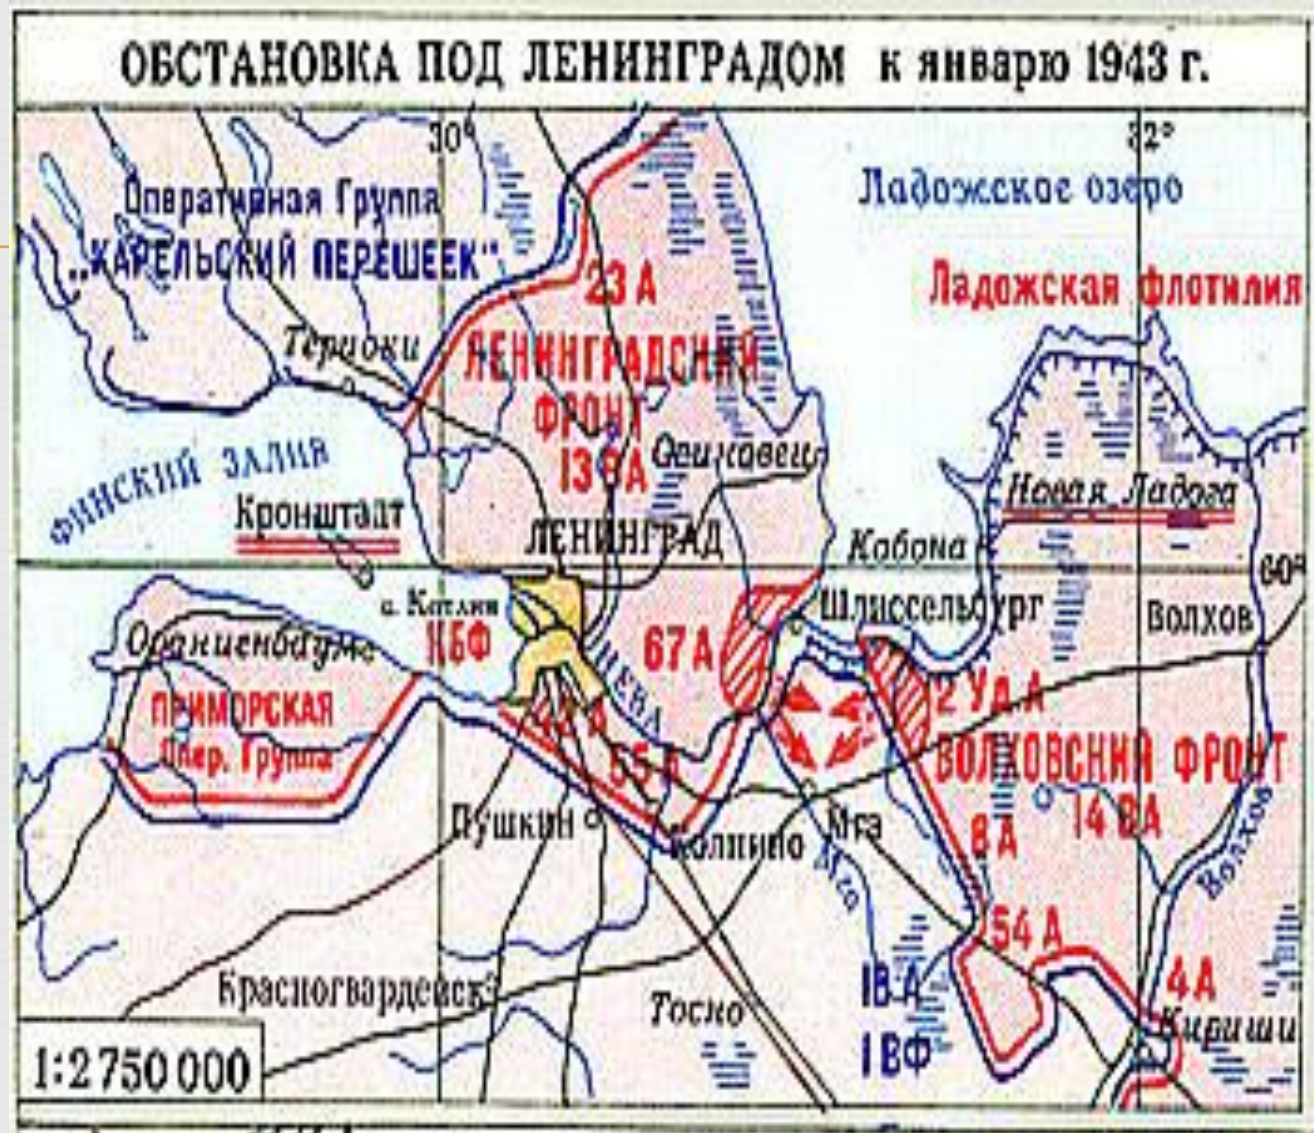 ОБСТАНОВКА ПОД ЛЕНИНГРАДОМ к январю 1943 г.
30°
32°
Оперативная Группа
„КАРЕЛЬСКИЙ ПЕРЕШЕЕК“
Ладожское озеро
Ладожская флотилия
23 А
Териоки
ЛЕНИНГРАДСКИЙ
ФРОНТ
13 ВА
Осиновец
ФИНСКИЙ ЗАЛИВ
Кронштадт
Новая Ладога
ЛЕНИНГРАД
Кобона
60°
о. Котлин
Шлиссельбург
Волхов
Ораниенбаум
КБФ
НЕВА
67 А
ПРИМОРСКАЯ
Опер. Группа
2 Уд. А
55 А
ВОЛХОВСКИЙ ФРОНТ
14 ВА
Пушкин
Колпино
Мга
8 А
Мга
Волхов
54 А
Красногвардейск
Тосно
4 А
Кириши
1 ВФ
1:2 750 000